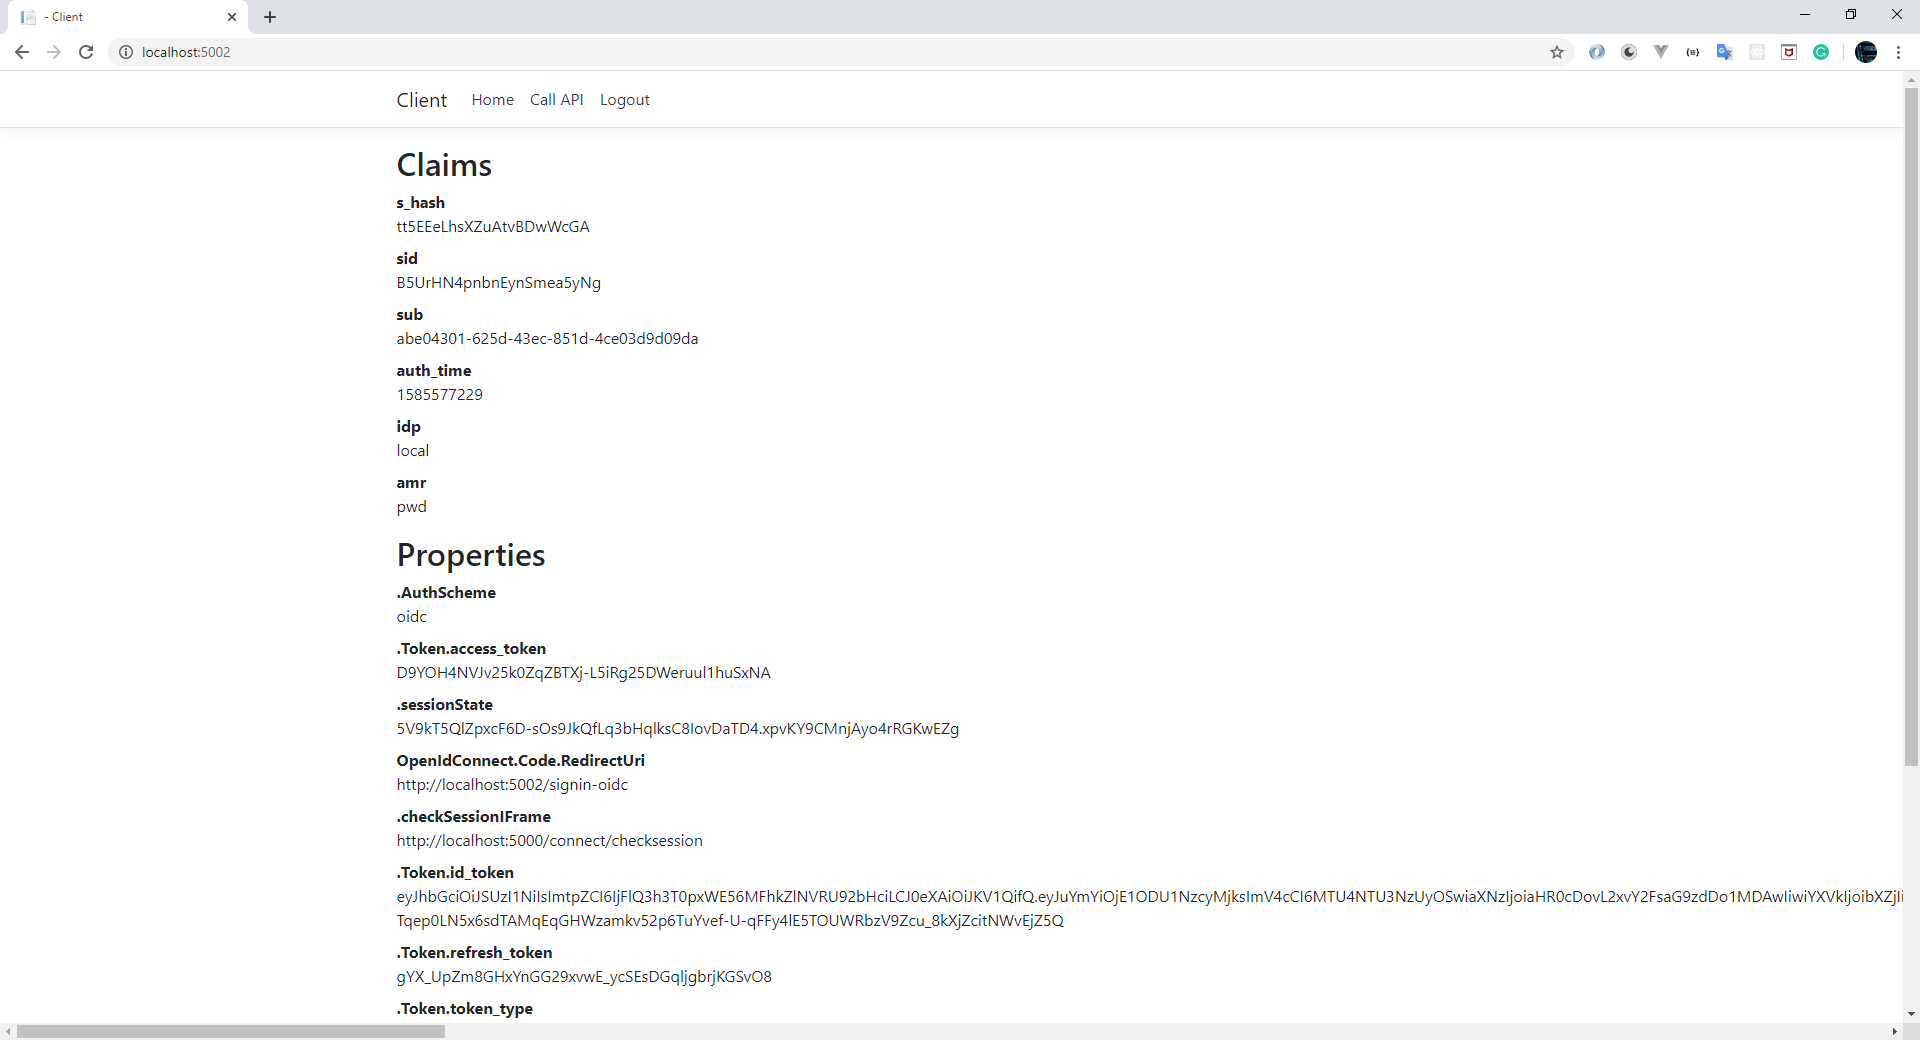 - Client
localhost:5002
Client Home Call API Logout
Claims
s_hash
tt5EEeLhsXZuAtvBDwWcGA
sid
B5UrHN4pnbnEynSmea5yNg
sub
abe04301-625d-43ec-851d-4ce03d9d09da
auth_time
1585577229
idp
local
amr
pwd
Properties
.AuthScheme
oidc
.Token.access_token
D9YOH4NVJv25k0ZqZBTXj-L5iRg25DWeruul1huSxNA
.sessionState
5V9kT5QlZpxcF6D-sOs9JkQfLq3bHqlksC8IovDaTD4.xpvKY9CMnjAyo4rRGKwEZg
OpenIdConnect.Code.RedirectUri
http://localhost:5002/signin-oidc
.checkSessionIFrame
http://localhost:5000/connect/checksession
.Token.id_token
eyJhbGciOiJSUzI1NiIsImtpZCI6IjFlQ3h3T0pxWE56MFhkZlNVRU92bHciLCJ0eXAiOiJKV1QifQ.eyJuYmYiOjE1ODU1NzcyMjksImV4cCI6MTU4NTU3NzUyOSwiaXNzIjoiaHR0cDovL2xvY2FsaG9zdDo1MDAwIiwiYXVkIjoibXZjIi
Tqep0LN5x6sdTAMqEqGHWzamkv52p6TuYvef-U-qFFy4lE5TOUWRbzV9Zcu_8kXjZcitNWvEjZ5Q
.Token.refresh_token
gYX_UpZm8GHxYnGG29xvwE_ycSEsDGqljgbrjKGSvO8
.Token.token_type